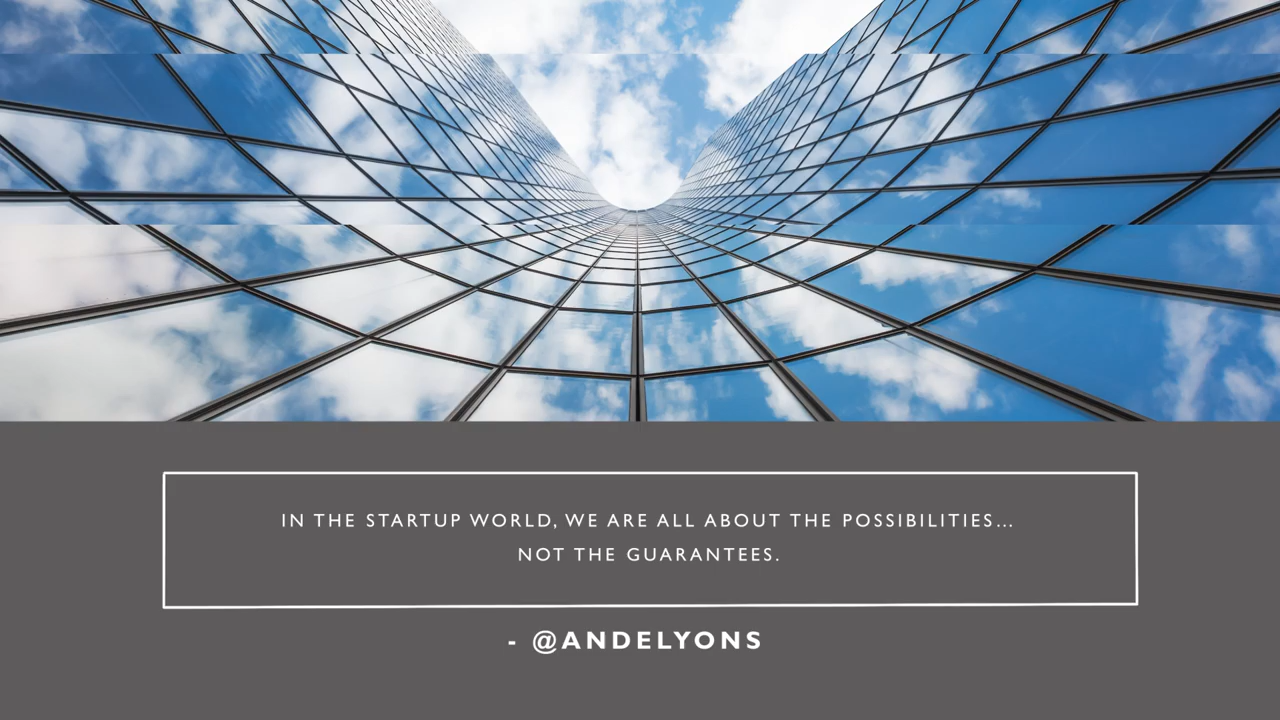 IN THE STARTUP WORLD, WE ARE ALL ABOUT THE POSSIBILITIES…
NOT THE GUARANTEES.
- @ANDELYONS